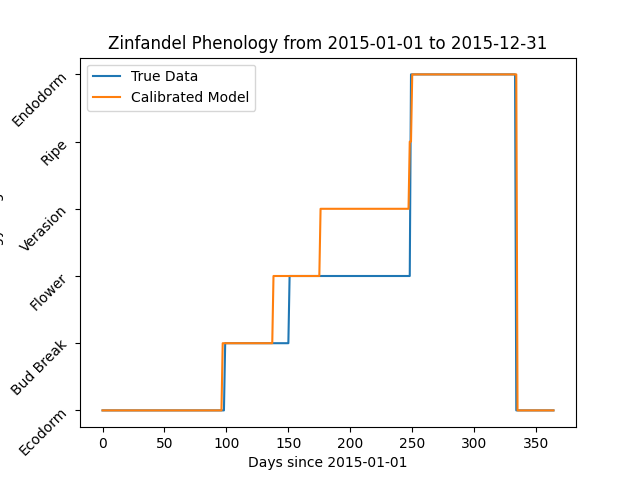 Zinfandel Phenology from 2015-01-01 to 2015-12-31
True Data
Calibrated Model
Endodorm
Ripe
Verasion
Flower
Bud Break
Ecodorm
0 50 100 150 200 250 300 350
Days since 2015-01-01